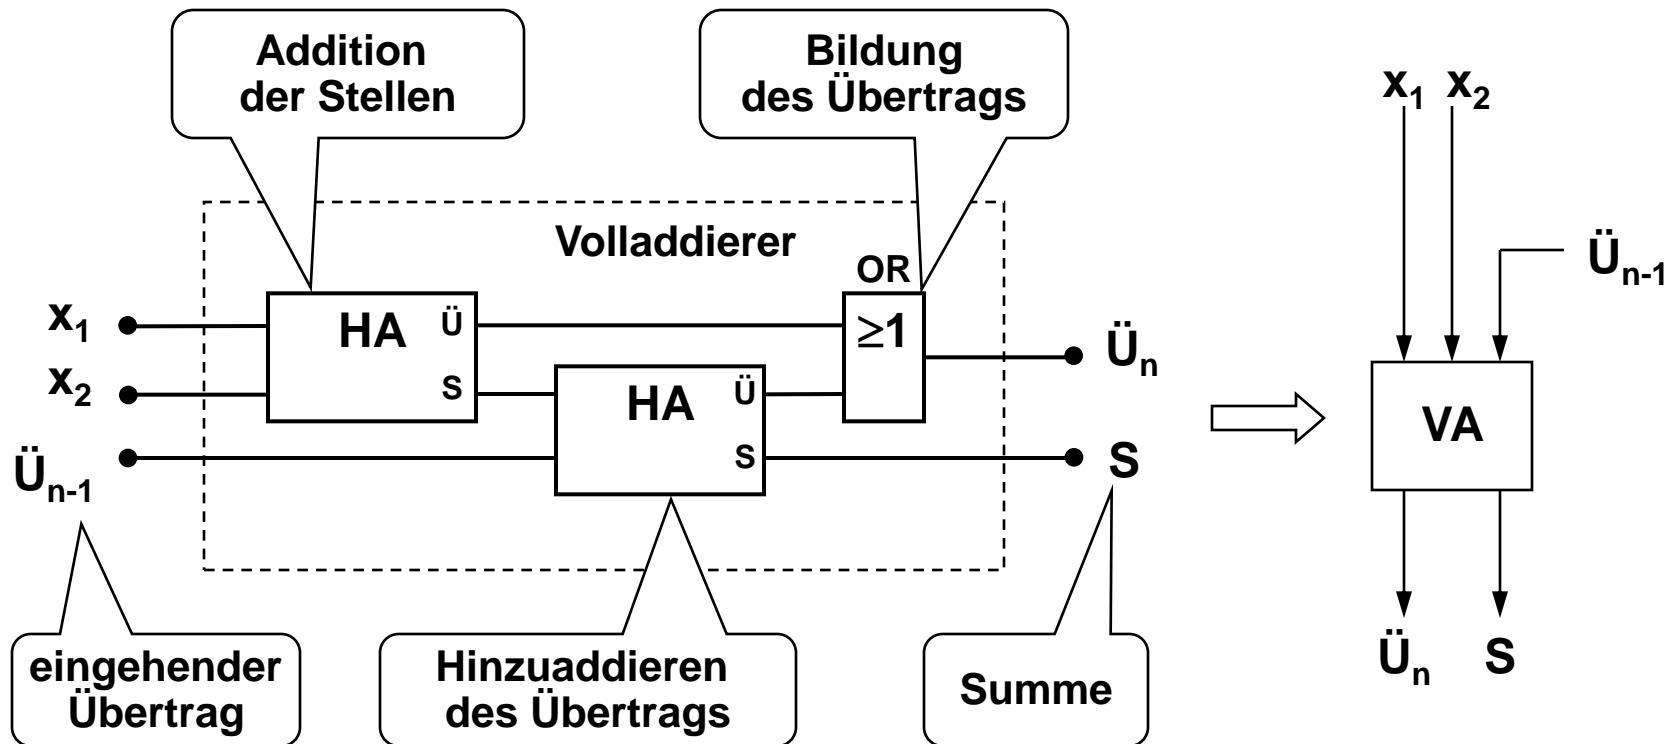 Addition
der Stellen
Bildung
des Übertrags
Volladdierer
OR
x1
x2
Ün-1
HA
Ü
S
HA
Ü
S
≥1
Ün
S
eingehender
Übertrag
Hinzuaddieren
des Übertrags
Summe
x1 x2
Ün-1
VA
Ün S